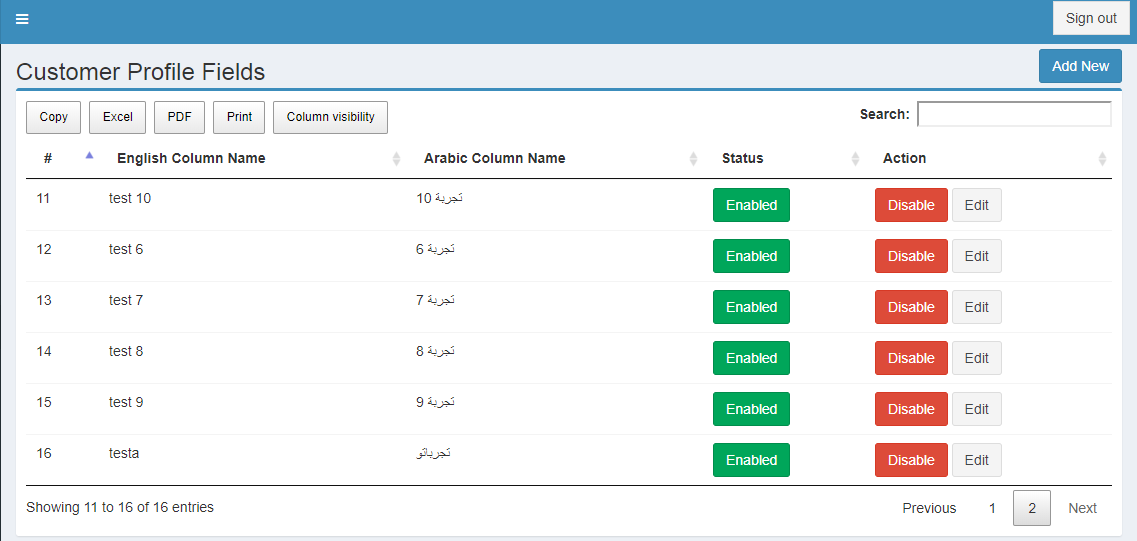 Sign out
Customer Profile Fields
Add New
Copy Excel PDF Print Column visibility Search:
# English Column Name Arabic Column Name Status Action
11 test 10 تجربة 10 Enabled Disable Edit
12 test 6 تجربة 6 Enabled Disable Edit
13 test 7 تجربة 7 Enabled Disable Edit
14 test 8 تجربة 8 Enabled Disable Edit
15 test 9 تجربة 9 Enabled Disable Edit
16 testa تجرباتو Enabled Disable Edit
Showing 11 to 16 of 16 entries Previous 1 2 Next